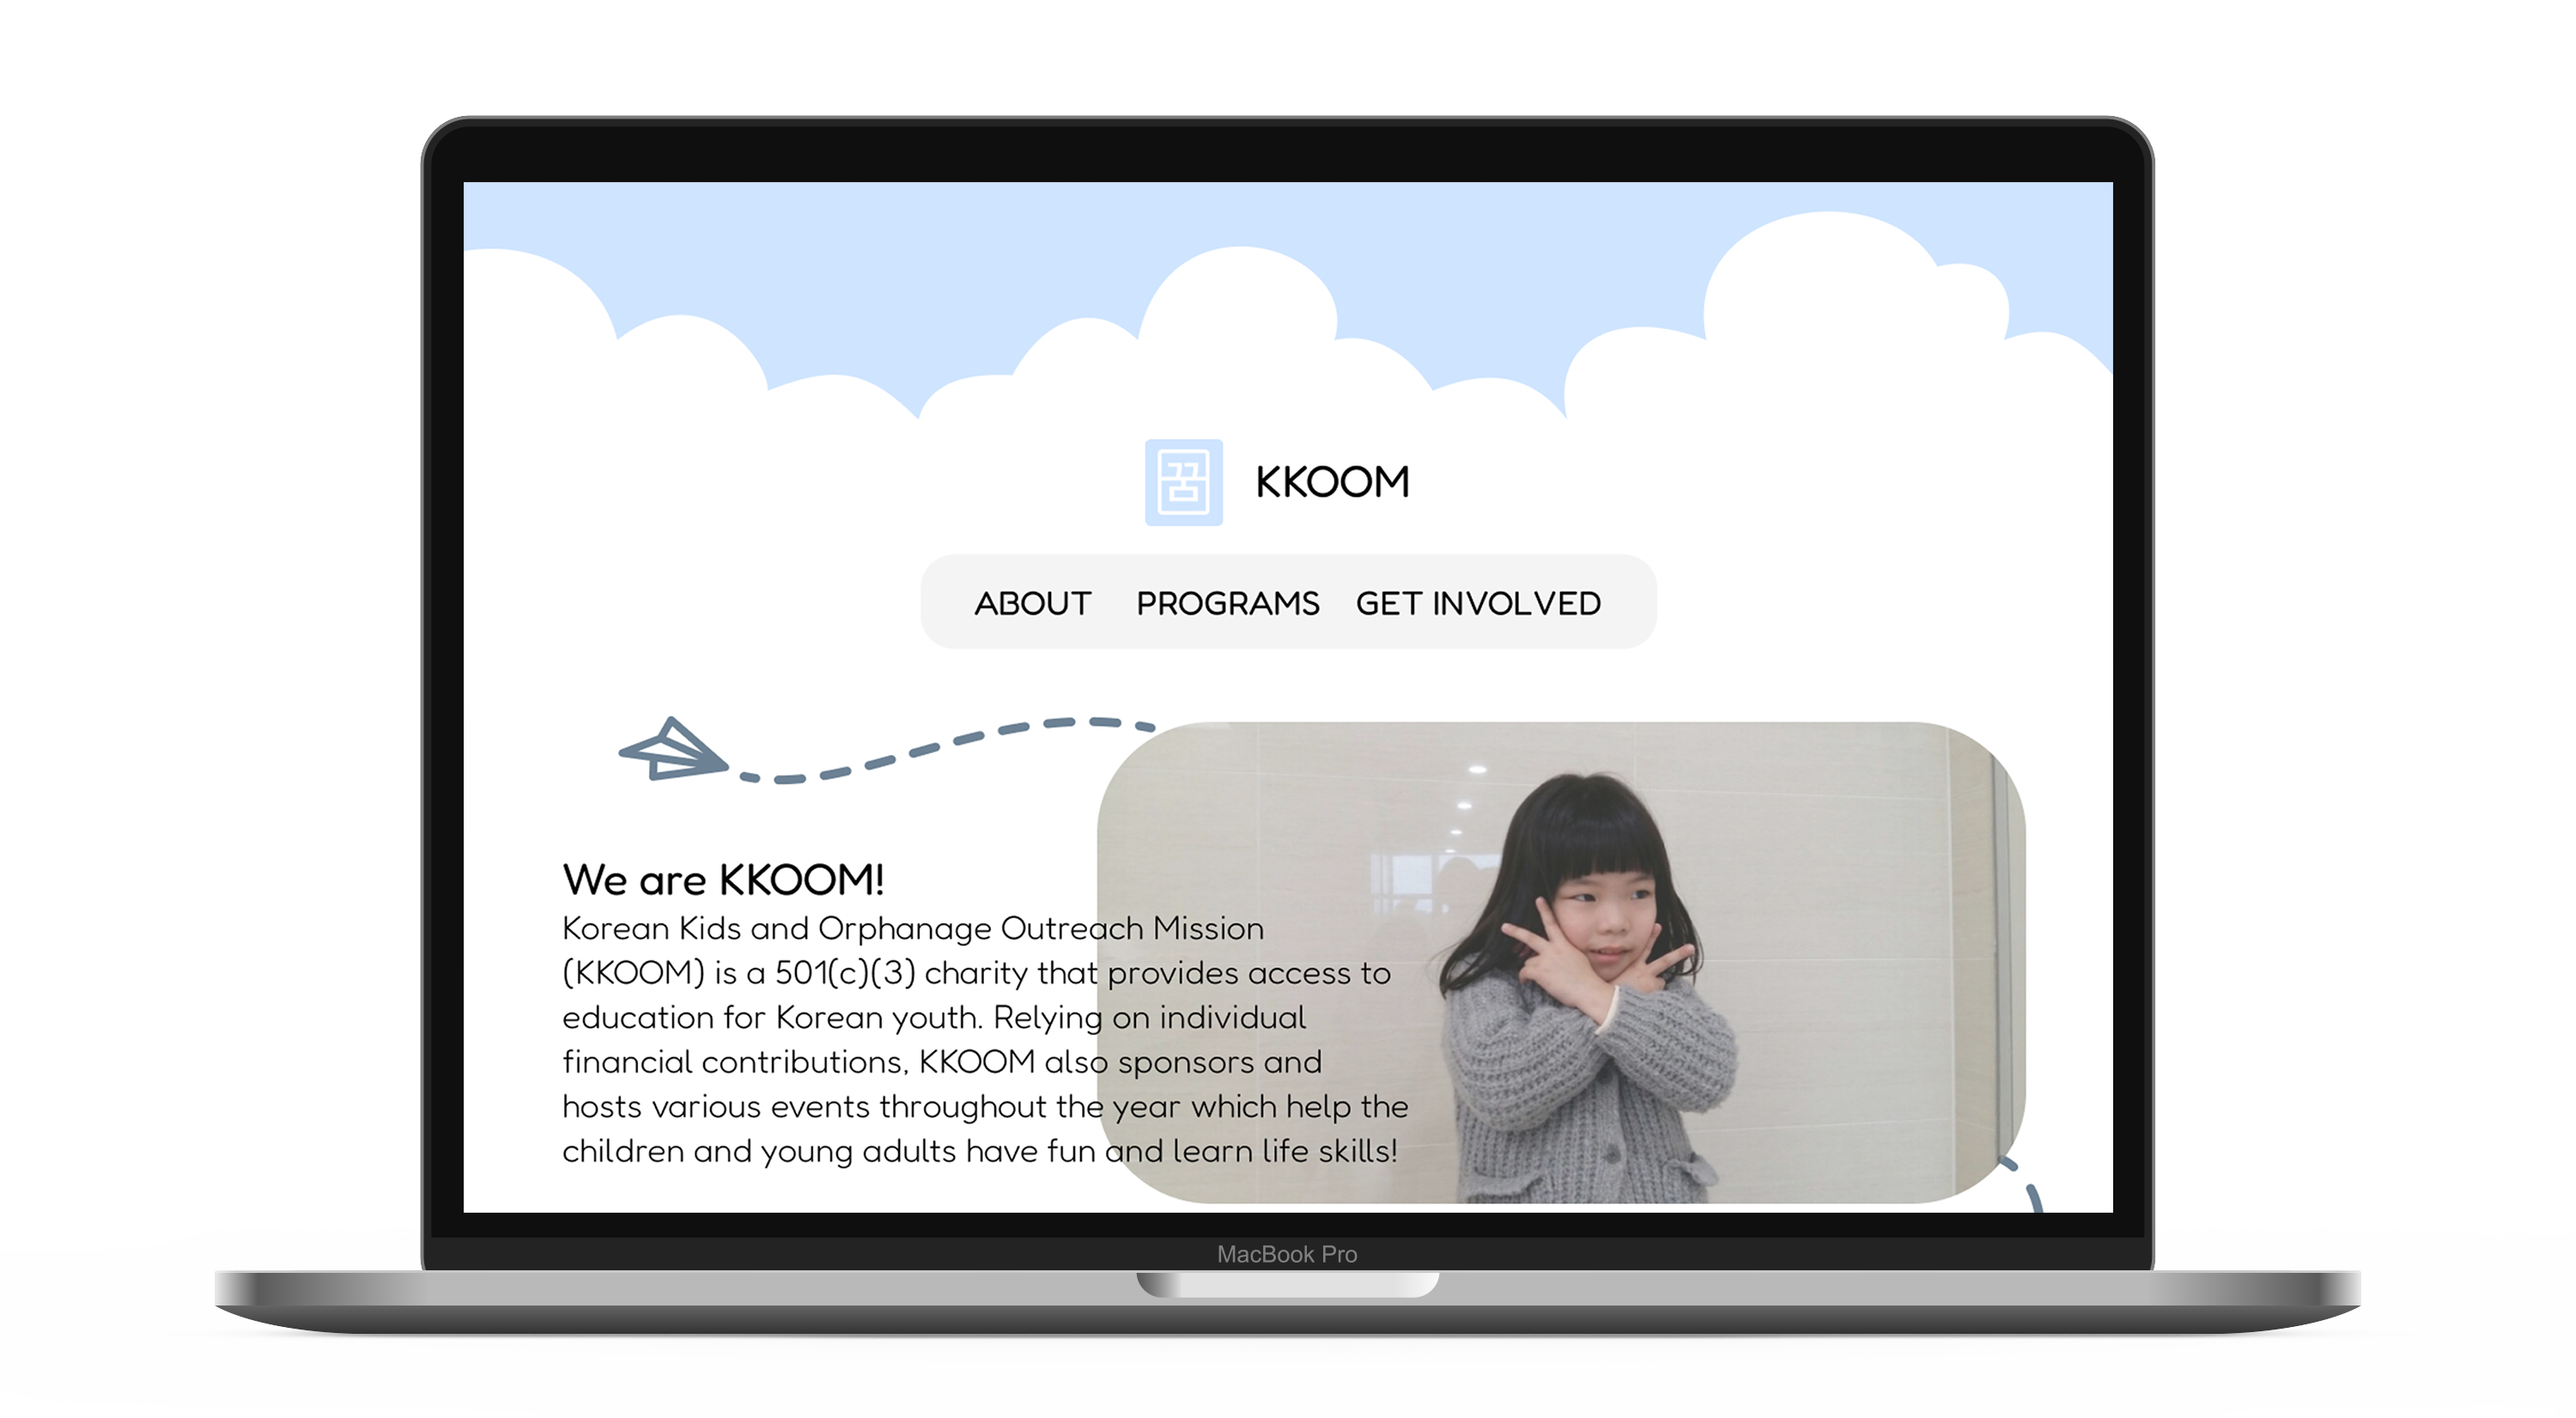 꿈
KKOOM
ABOUT PROGRAMS GET INVOLVED
We are KKOOM!
Korean Kids and Orphanage Outreach Mission
(KKOOM) is a 501(c)(3) charity that provides access to
education for Korean youth. Relying on individual
financial contributions, KKOOM also sponsors and
hosts various events throughout the year which help the
children and young adults have fun and learn life skills!
MacBook Pro